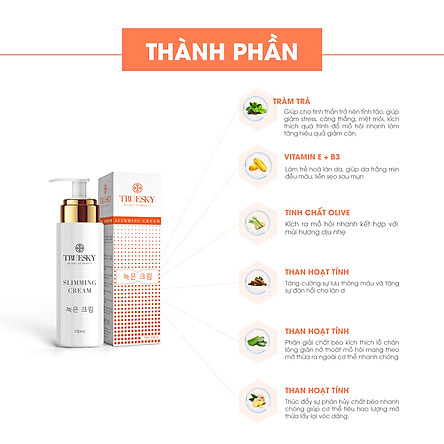 THÀNH PHẦN
TRÀM TRÀ
Giúp cho tinh thần trở nên tỉnh táo, giúp
giảm stress, căng thẳng, mệt mỏi, kích
thích quá trình đổ mồ hôi nhanh làm
tăng hiệu quả giảm cân.
VITAMIN E + B3
Làm trẻ hoá làn da, giúp da trắng mịn
đều màu, liền sẹo sau mụn
TINH CHẤT OLIVE
Kích ra mồ hôi nhanh kết hợp với
mùi hương dịu nhẹ
THAN HOẠT TÍNH
Tăng cường sự lưu thông máu và tăng
sự đàn hồi cho làn d
THAN HOẠT TÍNH
Phân giải chất béo kích thích lỗ chân
lông giãn nở thoát mồ hôi mang theo
mỡ thừa ra ngoài cơ thể nhanh chóng
THAN HOẠT TÍNH
Thúc đẩy sự phân hủy chất béo nhanh
chóng giúp cơ thể tiêu hao lượng mỡ
thừa lấy lại vóc dáng.
TRUESKY
SLIMMING
CREAM
녹은 크림
100ml
SLIMMING CREAM
TRUESKY
녹은 크림